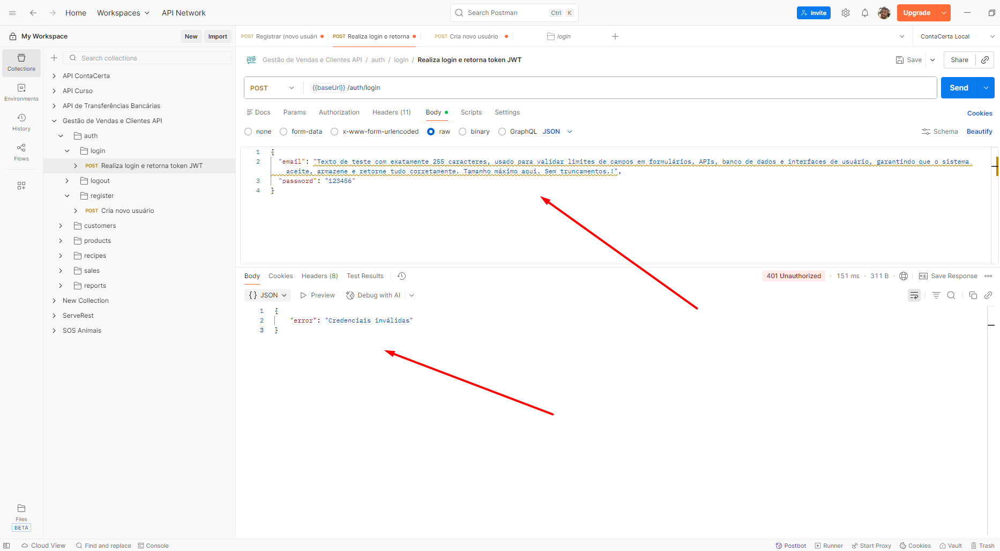 Home Workspaces API Network Search Postman Ctrl K Invite Upgrade
My Workspace New Import POST Registrar (novo usuári POST Realiza login e retorna POST Cria novo usuário login ContaCerta Local
Collections
Environments
History
Flows
Files
BETA
Search collections
API ContaCerta
API Curso
API de Transferências Bancárias
Gestão de Vendas e Clientes API
auth
login
POST Realiza login e retorna token JWT
logout
register
POST Cria novo usuário
customers
products
recipes
sales
reports
New Collection
ServeRest
SOS Animais
HTTP Gestão de Vendas e Clientes API / auth / login / Realiza login e retorna token JWT Save Share
POST {{baseUrl}}/auth/login Send
Docs Params Authorization Headers (11) Body Scripts Settings Cookies
none form-data x-www-form-urlencoded raw binary GraphQL JSON Schema Beautify
1 {
2 "email": "Texto de teste com exatamente 255 caracteres, usado para validar limites de campos em formulários, APIs, banco de dados e interfaces de usuário, garantindo que o sistema
aceite, armazene e retorne tudo corretamente. Tamanho máximo aqui. Sem truncamentos.!",
3 "password": "123456"
4 }
Body Cookies Headers (8) Test Results 401 Unauthorized 151 ms 311 B e.g. Save Response
{} JSON Preview Debug with AI
1 {
2 "error": "Credenciais inválidas"
3 }
Cloud View Find and replace Console Postbot Runner Start Proxy Cookies Vault Trash